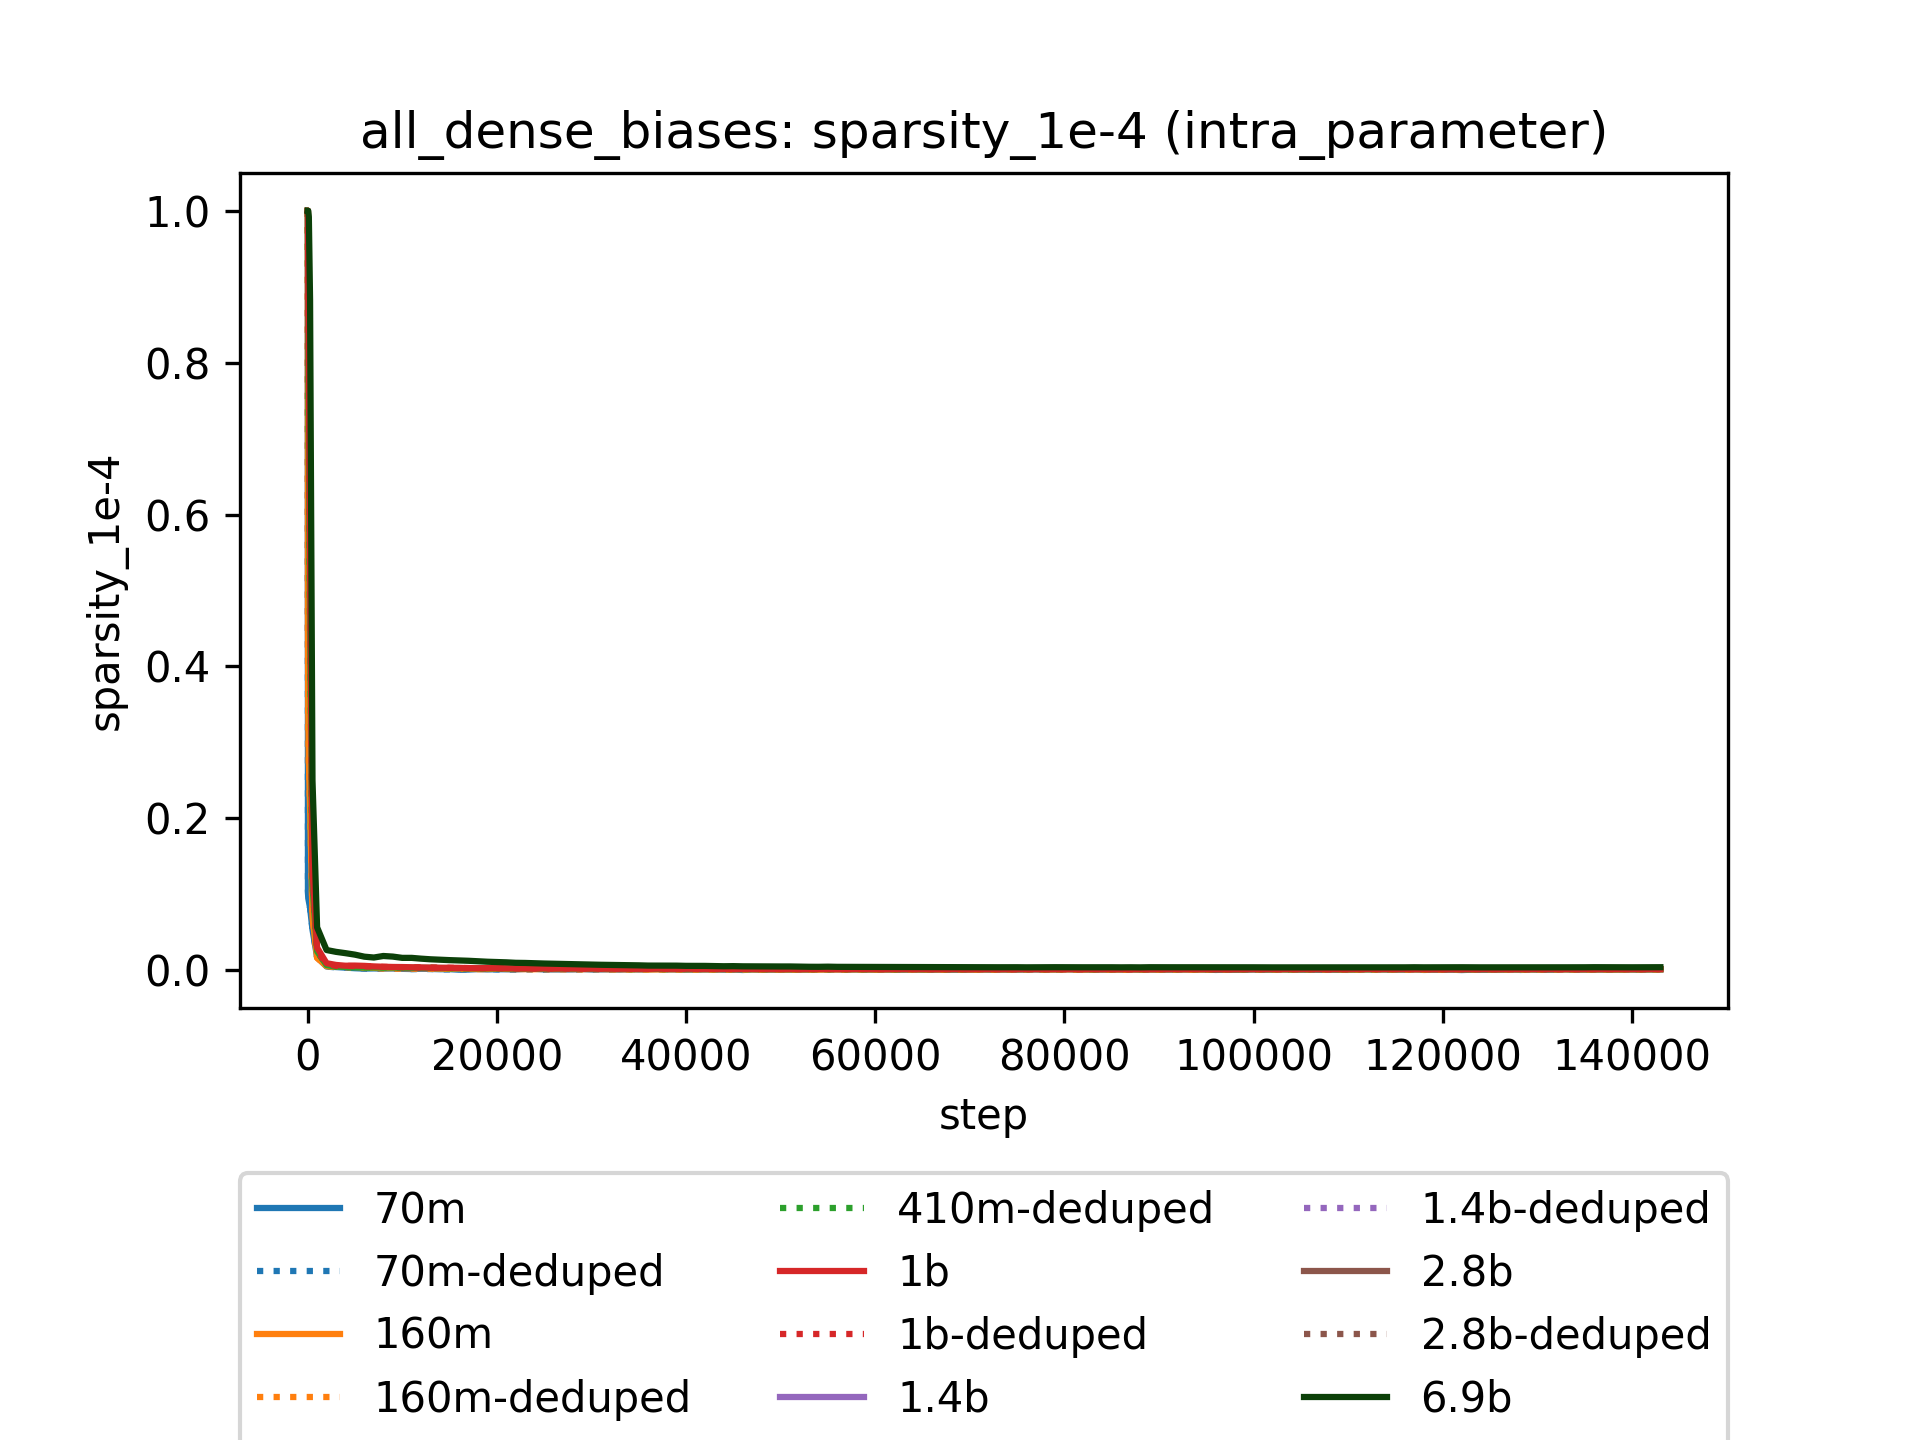 all_dense_biases: sparsity_1e-4 (intra_parameter)
sparsity_1e-4
1.0
0.8
0.6
0.4
0.2
0.0
0 20000 40000 60000 80000 100000 120000 140000
step
70m 410m-deduped 1.4b-deduped
70m-deduped 1b 2.8b
160m 1b-deduped 2.8b-deduped
160m-deduped 1.4b 6.9b